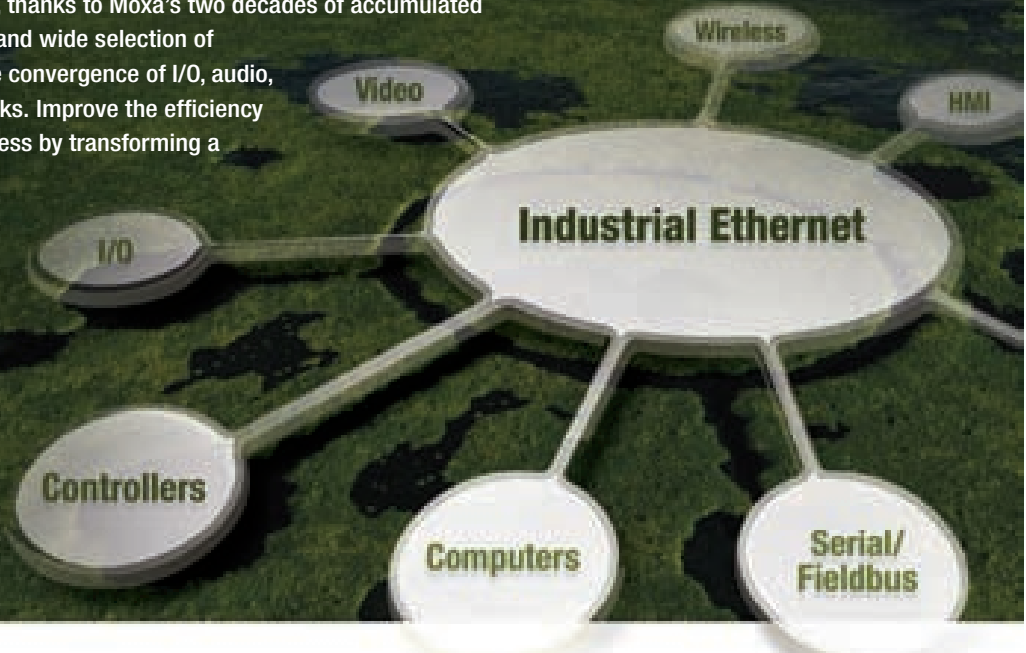 thanks to Moxa's two decades of accumulated
and wide selection of
convergence of I/O, audio,
ks. Improve the efficiency
ess by transforming a
Wireless
Video
HMI
Industrial Ethernet
I/O
Controllers
Computers
Serial/
Fieldbus